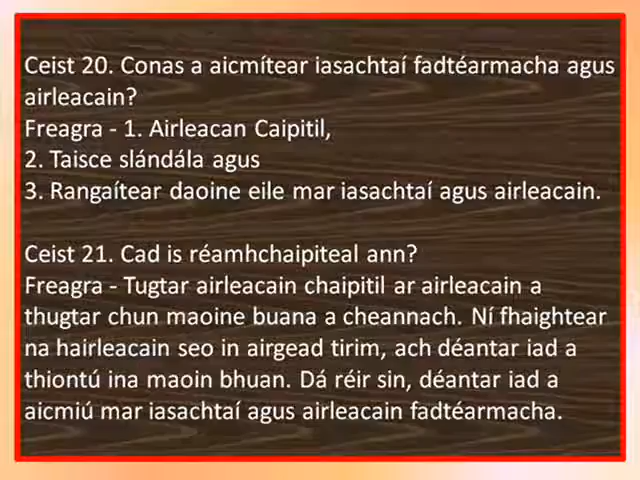 Ceist 20. Conas a aicmítear iasachtaí fadtéarmacha agus
airleacain?
Freagra - 1. Airleacan Caipitil,
2. Taisce slándála agus
3. Rangaítear daoine eile mar iasachtaí agus airleacain.
Ceist 21. Cad is réamhchaipiteal ann?
Freagra - Tugtar airleacain chaipitil ar airleacain a
thugtar chun maoine buana a cheannach. Ní fhaightear
na hairleacain seo in airgead tirim, ach déantar iad a
thiontú ina maoin bhuan. Dá réir sin, déantar iad a
aicmiú mar iasachtaí agus airleacain fadtéarmacha.